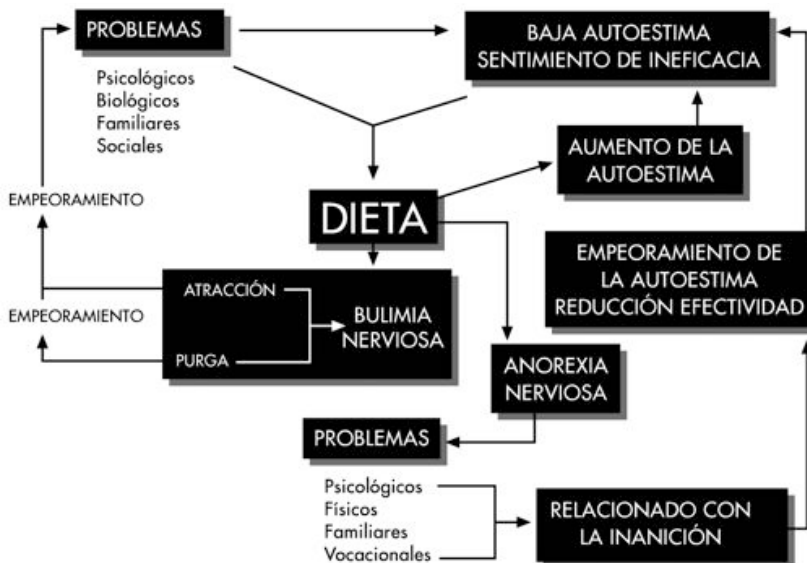 PROBLEMAS
Psicológicos
Biológicos
Familiares
Sociales
BAJA AUTOESTIMA
SENTIMIENTO DE INEFICACIA
AUMENTO DE LA
AUTOESTIMA
EMPEORAMIENTO
DIETA
EMPEORAMIENTO DE
LA AUTOESTIMA
REDUCCIÓN EFECTIVIDAD
ATRACCIÓN
EMPEORAMIENTO
BULIMIA
NERVIOSA
PURGA
ANOREXIA
NERVIOSA
PROBLEMAS
Psicológicos
Físicos
Familiares
Vocacionales
RELACIONADO CON
LA INANICIÓN